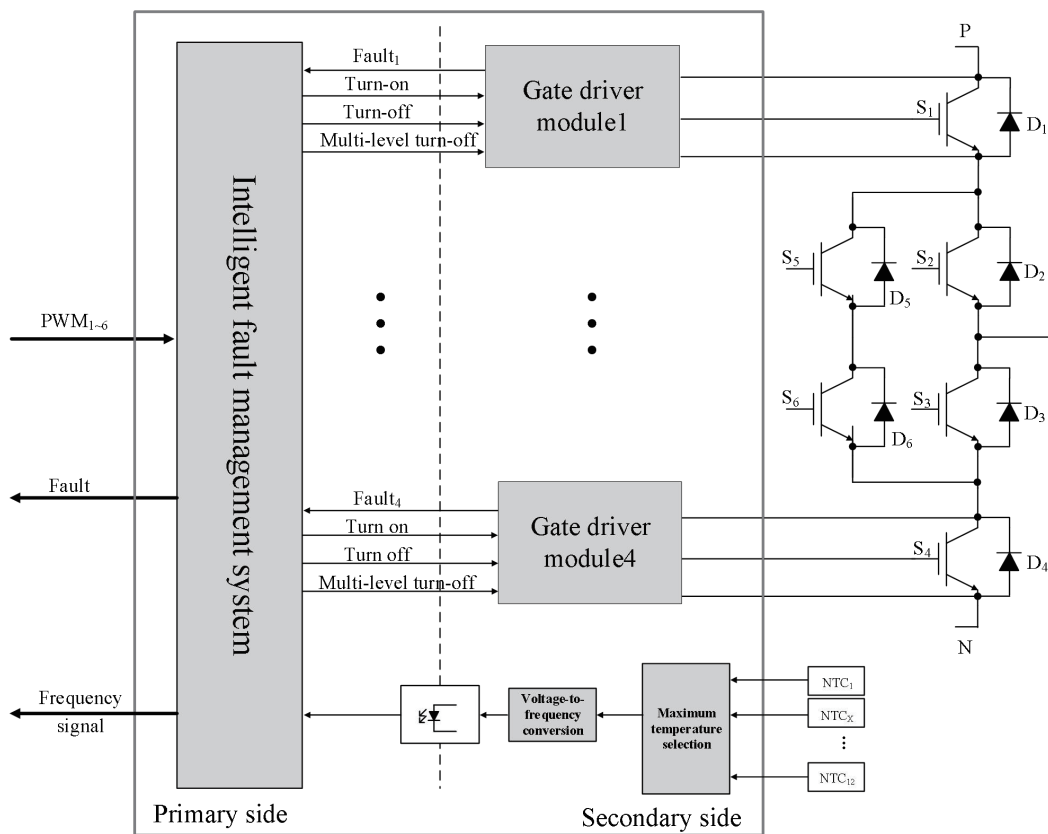 PWM₁~₆
Fault
Frequency
signal
Intelligent fault management system
Primary side
Fault₁
Turn-on
Turn-off
Multi-level turn-off
Gate driver
module1
Fault₄
Turn on
Turn off
Multi-level turn-off
Gate driver
module4
Voltage-to-
frequency
conversion
Maximum
temperature
selection
Secondary side
NTC₁
NTCₓ
NTC₁₂
P
S₁
D₁
S₅
D₅
S₂
D₂
S₆
D₆
S₃
D₃
S₄
D₄
N